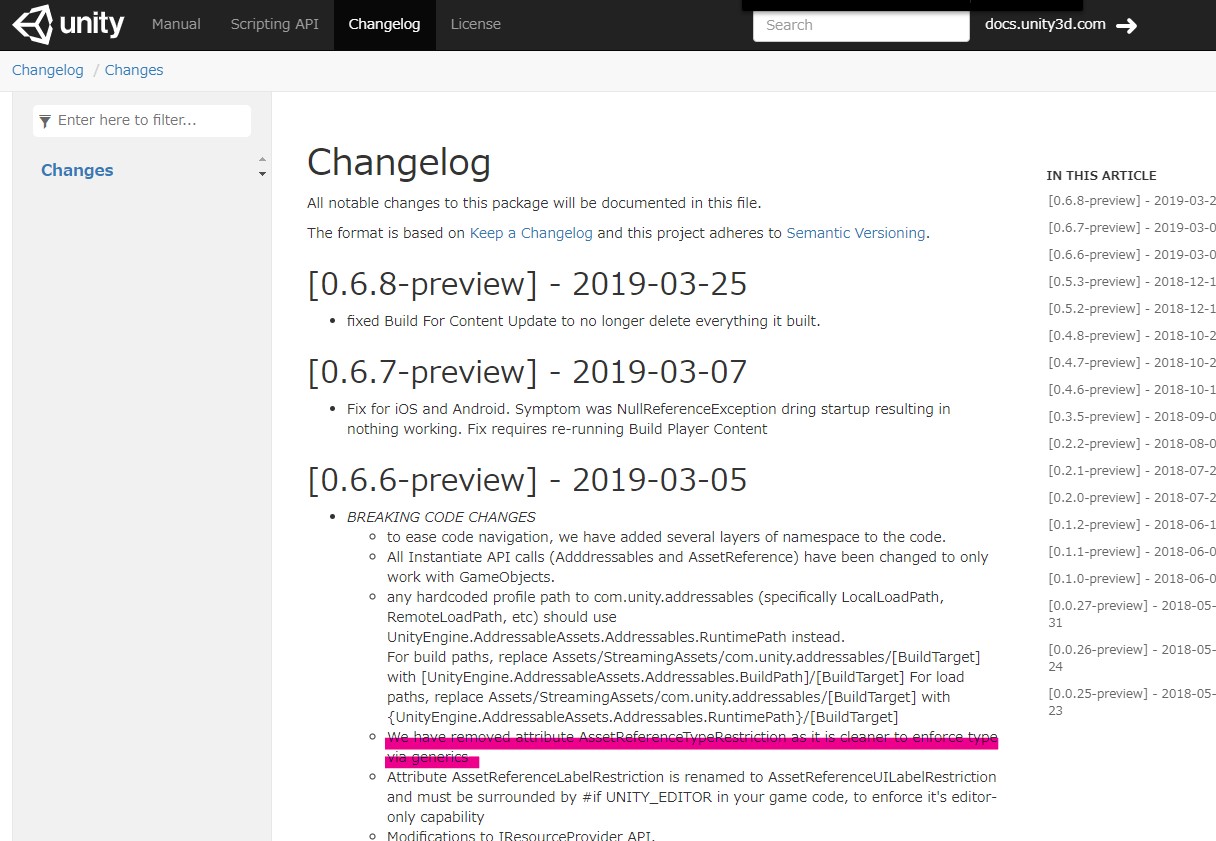 unity Manual Scripting API Changelog License Search docs.unity3d.com
Changelog / Changes
Enter here to filter...
Changes
Changelog
All notable changes to this package will be documented in this file.
The format is based on Keep a Changelog and this project adheres to Semantic Versioning.
[0.6.8-preview] - 2019-03-25
• fixed Build For Content Update to no longer delete everything it built.
[0.6.7-preview] - 2019-03-07
• Fix for iOS and Android. Symptom was NullReferenceException dring startup resulting in
nothing working. Fix requires re-running Build Player Content
[0.6.6-preview] - 2019-03-05
• BREAKING CODE CHANGES
◦ to ease code navigation, we have added several layers of namespace to the code.
◦ All Instantiate API calls (Adddressables and AssetReference) have been changed to only
work with GameObjects.
◦ any hardcoded profile path to com.unity.addressables (specifically LocalLoadPath,
RemoteLoadPath, etc) should use
UnityEngine.AddressableAssets.Addressables.RuntimePath instead.
For build paths, replace Assets/StreamingAssets/com.unity.addressables/[BuildTarget]
with [UnityEngine.AddressableAssets.Addressables.BuildPath]/[BuildTarget] For load
paths, replace Assets/StreamingAssets/com.unity.addressables/[BuildTarget] with
{UnityEngine.AddressableAssets.Addressables.RuntimePath}/[BuildTarget]
◦ We have removed attribute AssetReferenceTypeRestriction as it is cleaner to enforce type
via generics
◦ Attribute AssetReferenceLabelRestriction is renamed to AssetReferenceUILabelRestriction
and must be surrounded by #if UNITY_EDITOR in your game code, to enforce it's editor-
only capability
◦ Modifications to IResourceProvider API.
IN THIS ARTICLE
[0.6.8-preview] - 2019-03-2
[0.6.7-preview] - 2019-03-0
[0.6.6-preview] - 2019-03-0
[0.5.3-preview] - 2018-12-1
[0.5.2-preview] - 2018-12-1
[0.4.8-preview] - 2018-10-2
[0.4.7-preview] - 2018-10-2
[0.4.6-preview] - 2018-10-1
[0.3.5-preview] - 2018-09-0
[0.2.2-preview] - 2018-08-0
[0.2.1-preview] - 2018-07-2
[0.2.0-preview] - 2018-07-2
[0.1.2-preview] - 2018-06-1
[0.1.1-preview] - 2018-06-0
[0.1.0-preview] - 2018-06-0
[0.0.27-preview] - 2018-05-
31
[0.0.26-preview] - 2018-05-
24
[0.0.25-preview] - 2018-05-
23